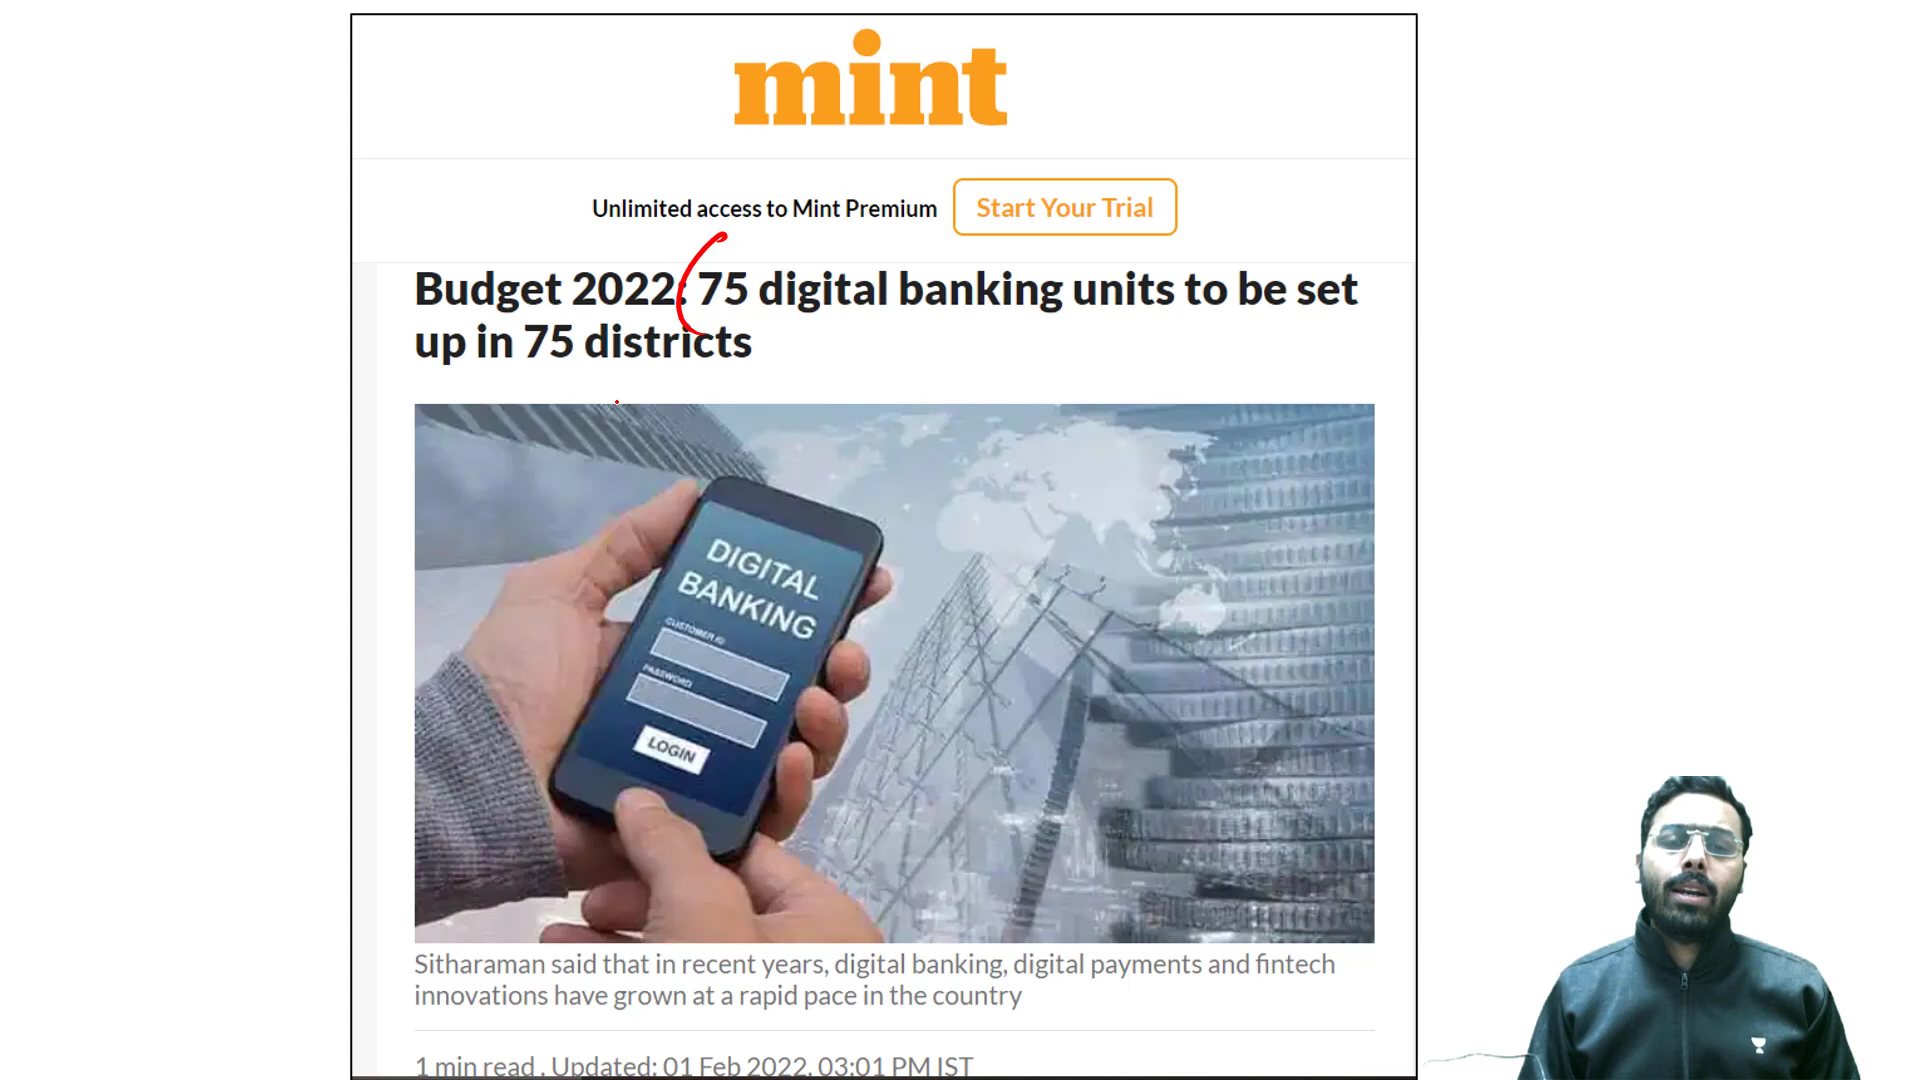 mint
Unlimited access to Mint Premium
Start Your Trial
Budget 2022: 75 digital banking units to be set
up in 75 districts
DIGITAL
BANKING
CUSTOMER ID
PASSWORD
LOGIN
Sitharaman said that in recent years, digital banking, digital payments and fintech
innovations have grown at a rapid pace in the country
1 min read . Updated: 01 Feb 2022, 03:01 PM IST